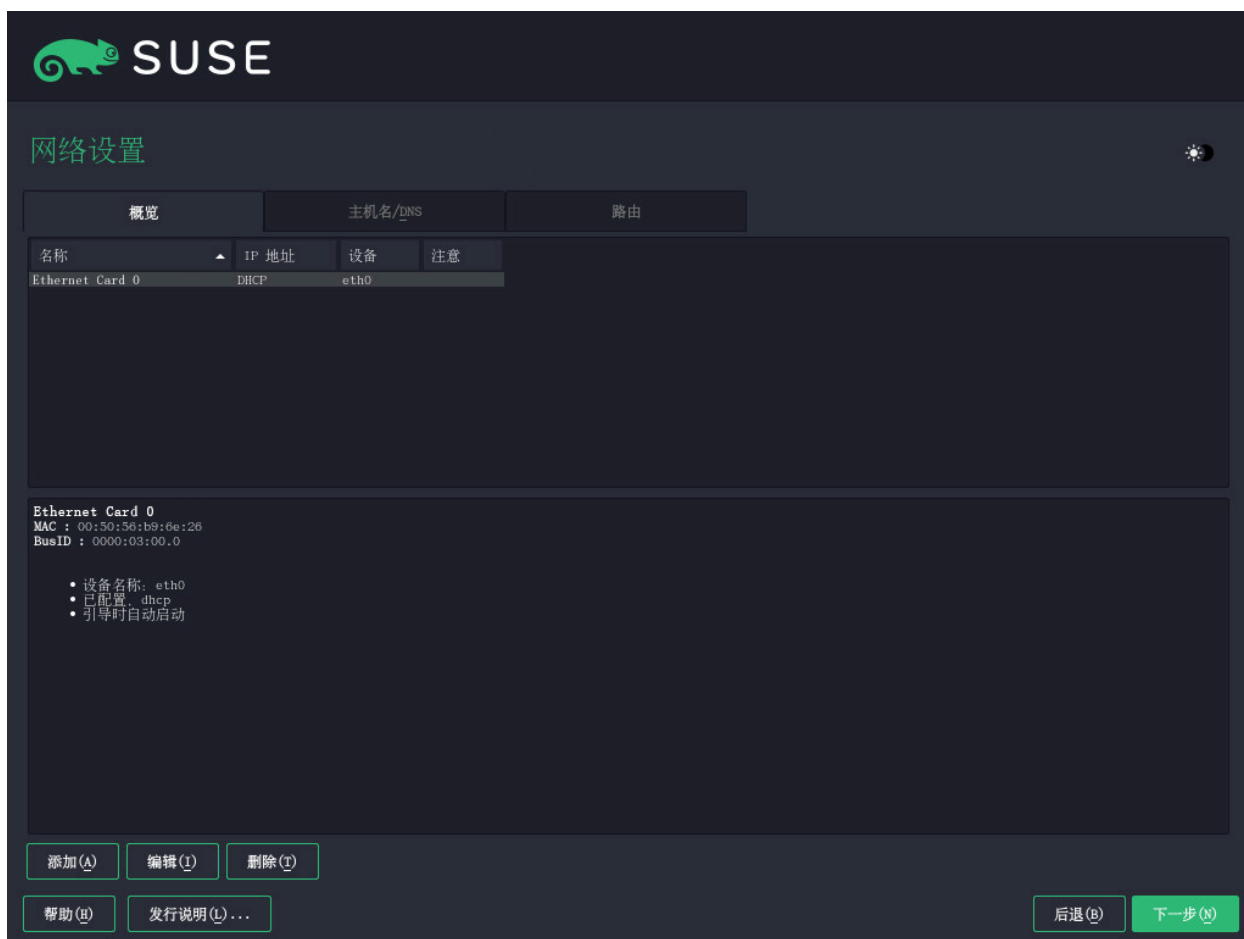 SUSE
网络设置
概览 主机名/DNS 路由
名称 IP 地址 设备 注意
Ethernet Card 0 DHCP eth0
Ethernet Card 0
MAC : 00:50:56:b9:6e:26
BusID : 0000:03:00.0
• 设备名称: eth0
• 已配置, dhcp
• 引导时自动启动
添加(A) 编辑(I) 删除(T)
帮助(H) 发行说明(L)... 后退(B) 下一步(N)